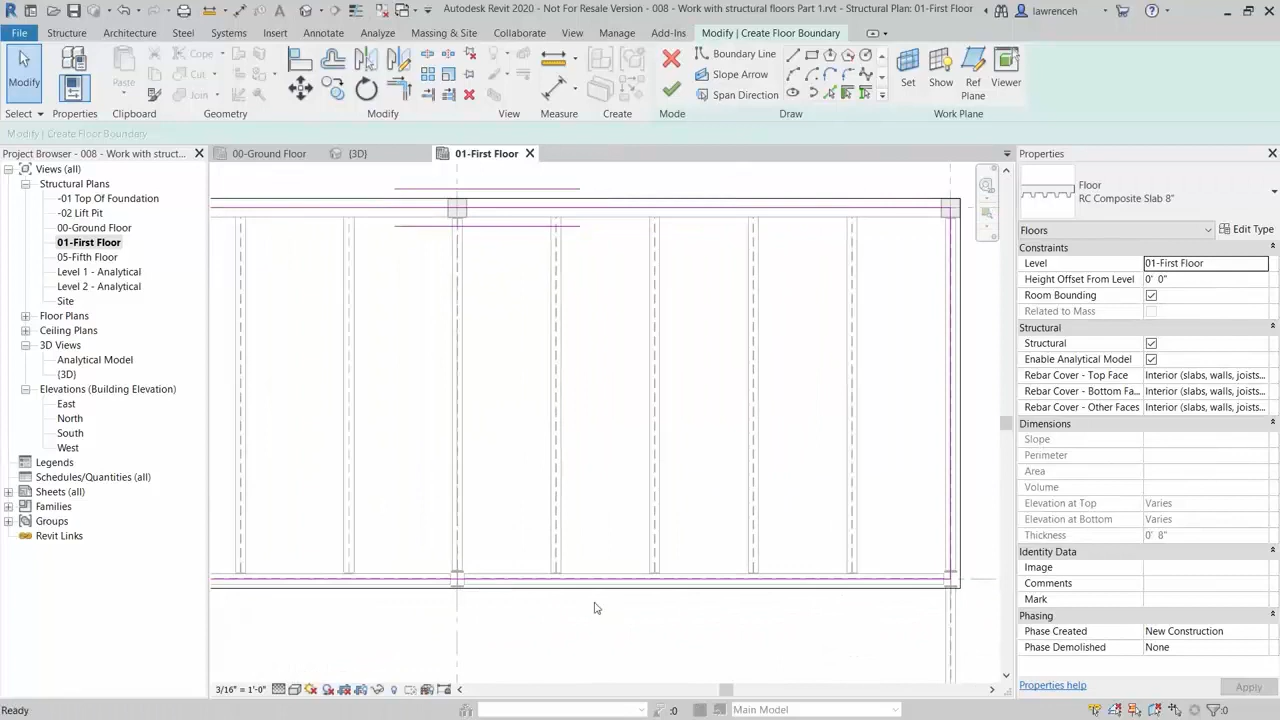 Autodesk Revit 2020 - Not For Resale Version - 008 - Work with structural floors Part 1.rvt - Structural Plan: 01-First Floor
lawrenceh
File Structure Architecture Steel Systems Insert Annotate Analyze Massing & Site Collaborate View Manage Add-Ins Modify | Create Floor Boundary
Modify
Properties
Paste
Cope
Cut
Join
Boundary Line
Slope Arrow
Span Direction
Set
Show
Ref
Plane
Viewer
Select Properties Clipboard Geometry Modify View Measure Create Mode Draw Work Plane
Modify | Create Floor Boundary
Project Browser - 008 - Work with struct...
00-Ground Floor
{3D}
01-First Floor
Views (all)
Structural Plans
-01 Top Of Foundation
-02 Lift Pit
00-Ground Floor
01-First Floor
05-Fifth Floor
Level 1 - Analytical
Level 2 - Analytical
Site
Floor Plans
Ceiling Plans
3D Views
Analytical Model
{3D}
Elevations (Building Elevation)
East
North
South
West
Legends
Schedules/Quantities (all)
Sheets (all)
Families
Groups
Revit Links
Properties
Floor
RC Composite Slab 8"
Floors
Edit Type
Constraints
Level 01-First Floor
Height Offset From Level 0' 0"
Room Bounding
Related to Mass
Structural
Structural
Enable Analytical Model
Rebar Cover - Top Face Interior (slabs, walls, joists...
Rebar Cover - Bottom Fa... Interior (slabs, walls, joists...
Rebar Cover - Other Faces Interior (slabs, walls, joists...
Dimensions
Slope
Perimeter
Area
Volume
Elevation at Top Varies
Elevation at Bottom Varies
Thickness 0' 8"
Identity Data
Image
Comments
Mark
Phasing
Phase Created New Construction
Phase Demolished None
Properties help
Apply
3/16" = 1'-0"
Ready
:0
Main Model
:0